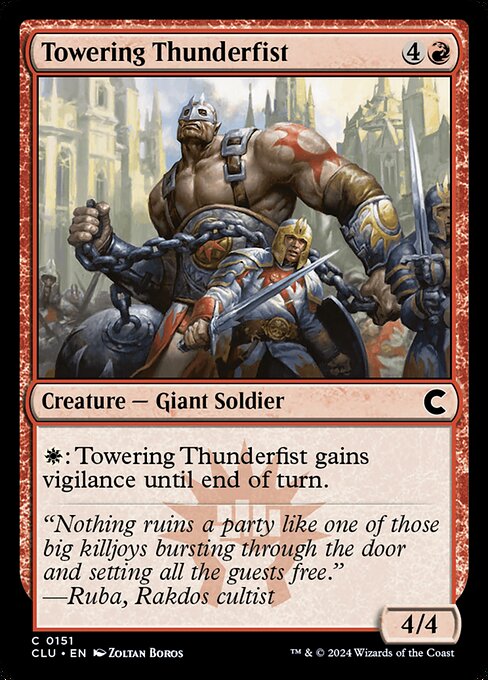 Towering Thunderfist 4
Creature — Giant Soldier
: Towering Thunderfist gains
vigilance until end of turn.
“Nothing ruins a party like one of those
big killjoys bursting through the door
and setting all the guests free.”
—Ruba, Rakdos cultist
4/4
C 0151
CLU • EN Zoltan Boros
™ & © 2024 Wizards of the Coast